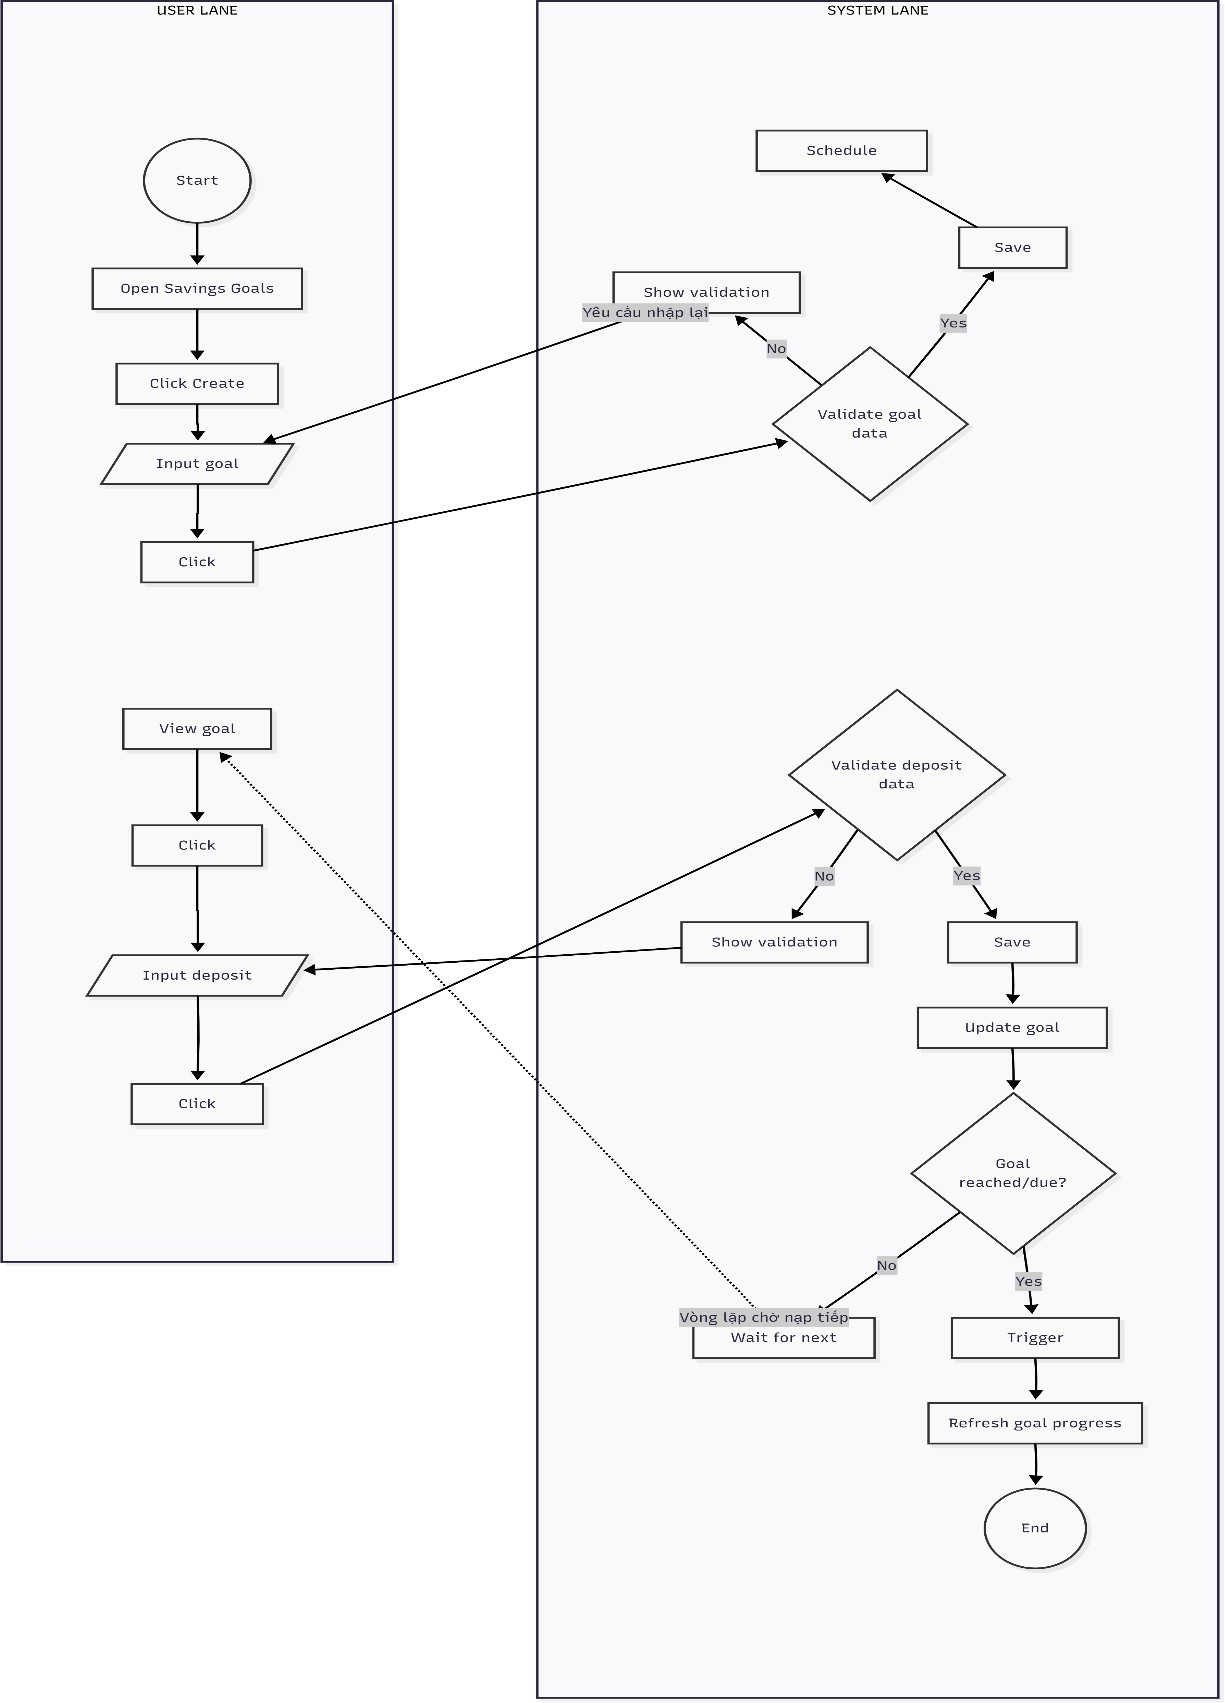 USER LANE
SYSTEM LANE
Start
Open Savings Goals
Click Create
Input goal
Click
Schedule
Save
Show validation
Yêu cầu nhập lại
Yes
No
Validate goal
data
View goal
Click
Input deposit
Click
Validate deposit
data
No
Yes
Show validation
Save
Update goal
Goal
reached/due?
No
Yes
Vòng lặp chờ nạp tiếp
Wait for next
Trigger
Refresh goal progress
End